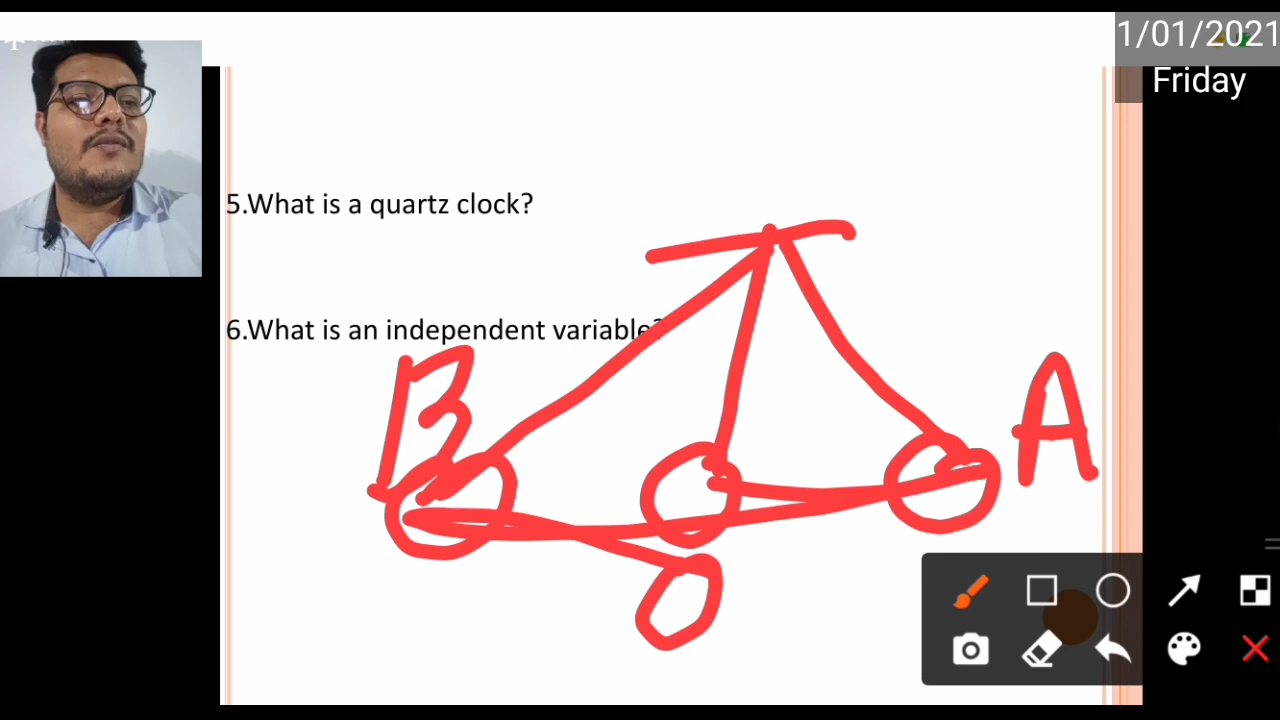 1/01/2021
Friday
5.What is a quartz clock?
6.What is an independent variable?
B
A
O